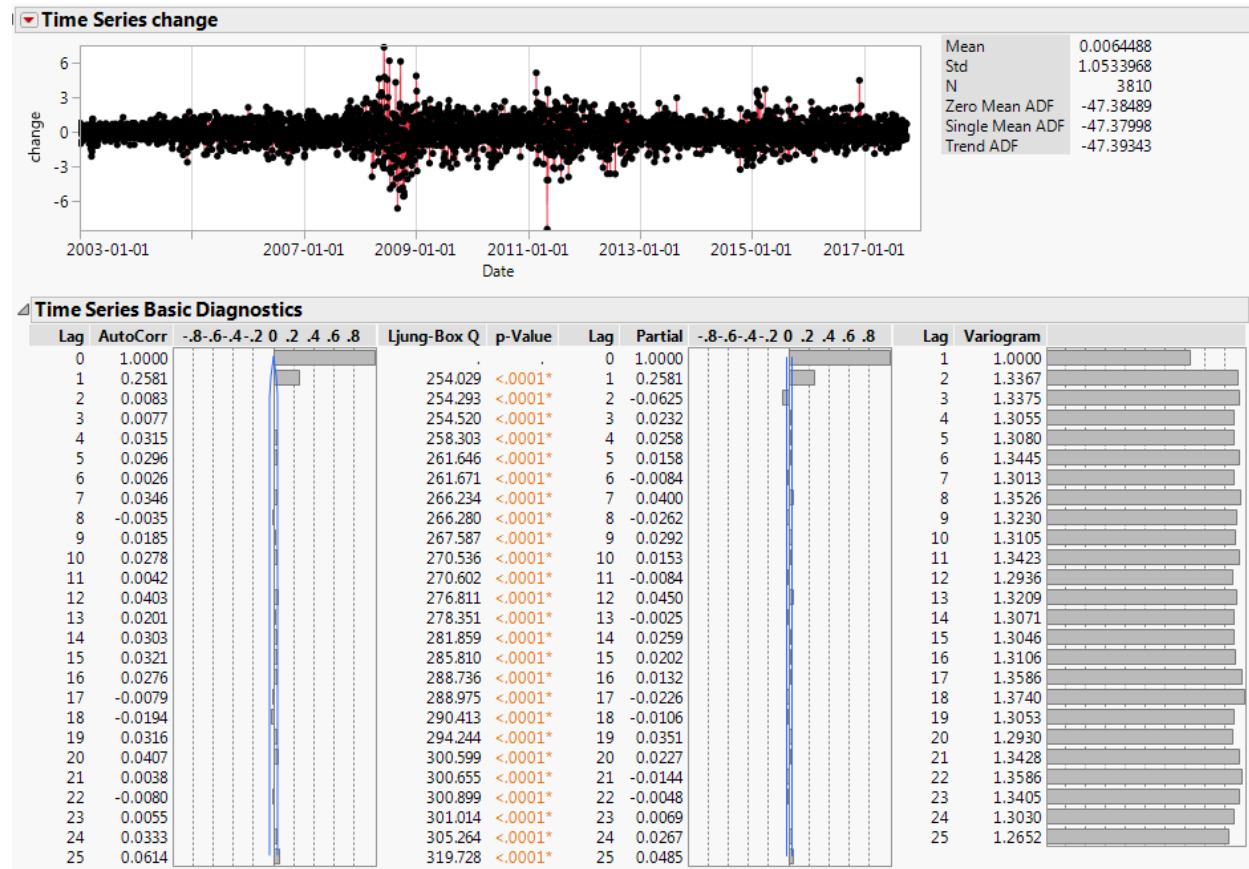 Time Series change
Mean 0.0064488
Std 1.0533968
N 3810
Zero Mean ADF -47.38489
Single Mean ADF -47.37998
Trend ADF -47.39343
change
6
3
0
-3
-6
2003-01-01 2007-01-01 2009-01-01 2011-01-01 2013-01-01 2015-01-01 2017-01-01
Date
Time Series Basic Diagnostics
Lag AutoCorr -.8-.6-.4-.2 0 .2 .4 .6 .8 Ljung-Box Q p-Value Lag Partial -.8-.6-.4-.2 0 .2 .4 .6 .8 Lag Variogram
0 1.0000 . . 0 1.0000 1 1.0000
1 0.2581 254.029 <.0001* 1 0.2581 2 1.3367
2 0.0083 254.293 <.0001* 2 -0.0625 3 1.3375
3 0.0077 254.520 <.0001* 3 0.0232 4 1.3055
4 0.0315 258.303 <.0001* 4 0.0258 5 1.3080
5 0.0296 261.646 <.0001* 5 0.0158 6 1.3445
6 0.0026 261.671 <.0001* 6 -0.0084 7 1.3013
7 0.0346 266.234 <.0001* 7 0.0400 8 1.3526
8 -0.0035 266.280 <.0001* 8 -0.0262 9 1.3230
9 0.0185 267.587 <.0001* 9 0.0292 10 1.3105
10 0.0278 270.536 <.0001* 10 0.0153 11 1.3423
11 0.0042 270.602 <.0001* 11 -0.0084 12 1.2936
12 0.0403 276.811 <.0001* 12 0.0450 13 1.3209
13 0.0201 278.351 <.0001* 13 -0.0025 14 1.3071
14 0.0303 281.859 <.0001* 14 0.0259 15 1.3046
15 0.0321 285.810 <.0001* 15 0.0202 16 1.3106
16 0.0276 288.736 <.0001* 16 0.0132 17 1.3586
17 -0.0079 288.975 <.0001* 17 -0.0226 18 1.3740
18 -0.0194 290.413 <.0001* 18 -0.0106 19 1.3053
19 0.0316 294.244 <.0001* 19 0.0351 20 1.2930
20 0.0407 300.599 <.0001* 20 0.0227 21 1.3428
21 0.0038 300.655 <.0001* 21 -0.0144 22 1.3586
22 -0.0080 300.899 <.0001* 22 -0.0048 23 1.3405
23 0.0055 301.014 <.0001* 23 0.0069 24 1.3030
24 0.0333 305.264 <.0001* 24 0.0267 25 1.2652
25 0.0614 319.728 <.0001* 25 0.0485